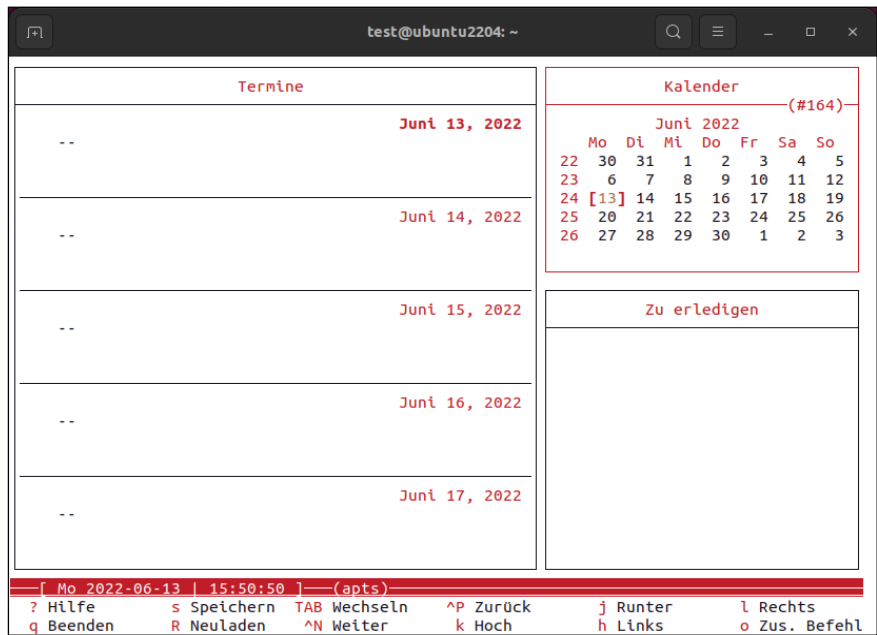 test@ubuntu2204: ~
Termine
Juni 13, 2022
--
Juni 14, 2022
--
Juni 15, 2022
--
Juni 16, 2022
--
Juni 17, 2022
--
Kalender
(#164)
Juni 2022
Mo Di Mi Do Fr Sa So
22 30 31 1 2 3 4 5
23 6 7 8 9 10 11 12
24 [13] 14 15 16 17 18 19
25 20 21 22 23 24 25 26
26 27 28 29 30 1 2 3
Zu erledigen
[ Mo 2022-06-13 | 15:50:50 ] (apts)
? Hilfe s Speichern TAB Wechseln ^P Zurück j Runter l Rechts
q Beenden R Neuladen ^N Weiter k Hoch h Links o Zus. Befehl